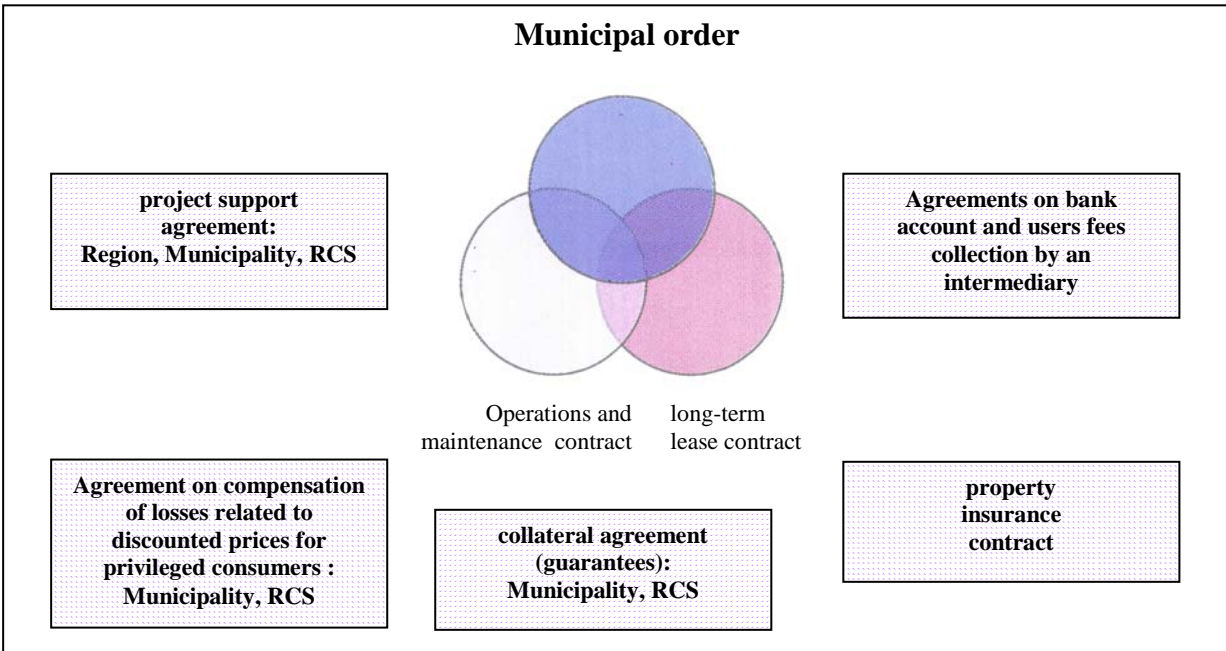 Municipal order
project support
agreement:
Region, Municipality, RCS
Agreements on bank
account and users fees
collection by an
intermediary
Operations and
maintenance contract
long-term
lease contract
Agreement on compensation
of losses related to
discounted prices for
privileged consumers :
Municipality, RCS
collateral agreement
(guarantees):
Municipality, RCS
property
insurance
contract